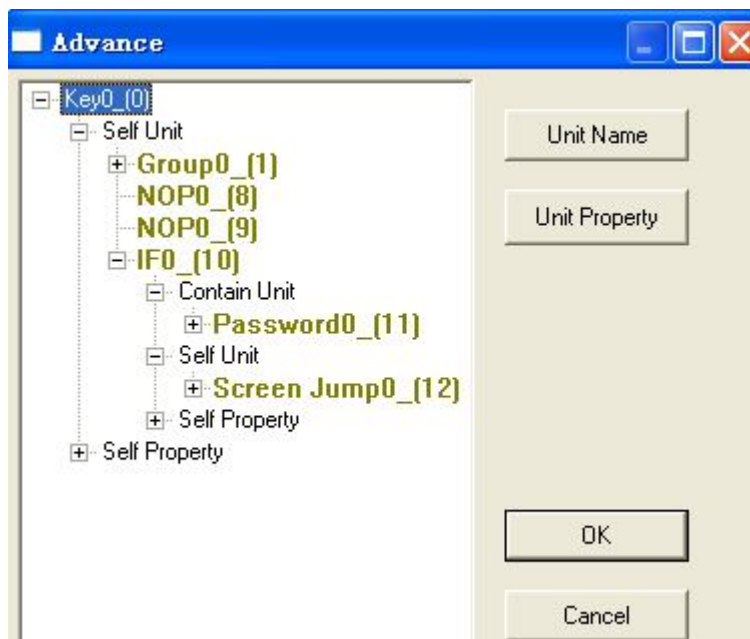 Advance
Key0_(0)
Self Unit
Group0_(1)
NOP0_(8)
NOP0_(9)
IF0_(10)
Contain Unit
Password0_(11)
Self Unit
Screen Jump0_(12)
Self Property
Self Property
Unit Name
Unit Property
OK
Cancel